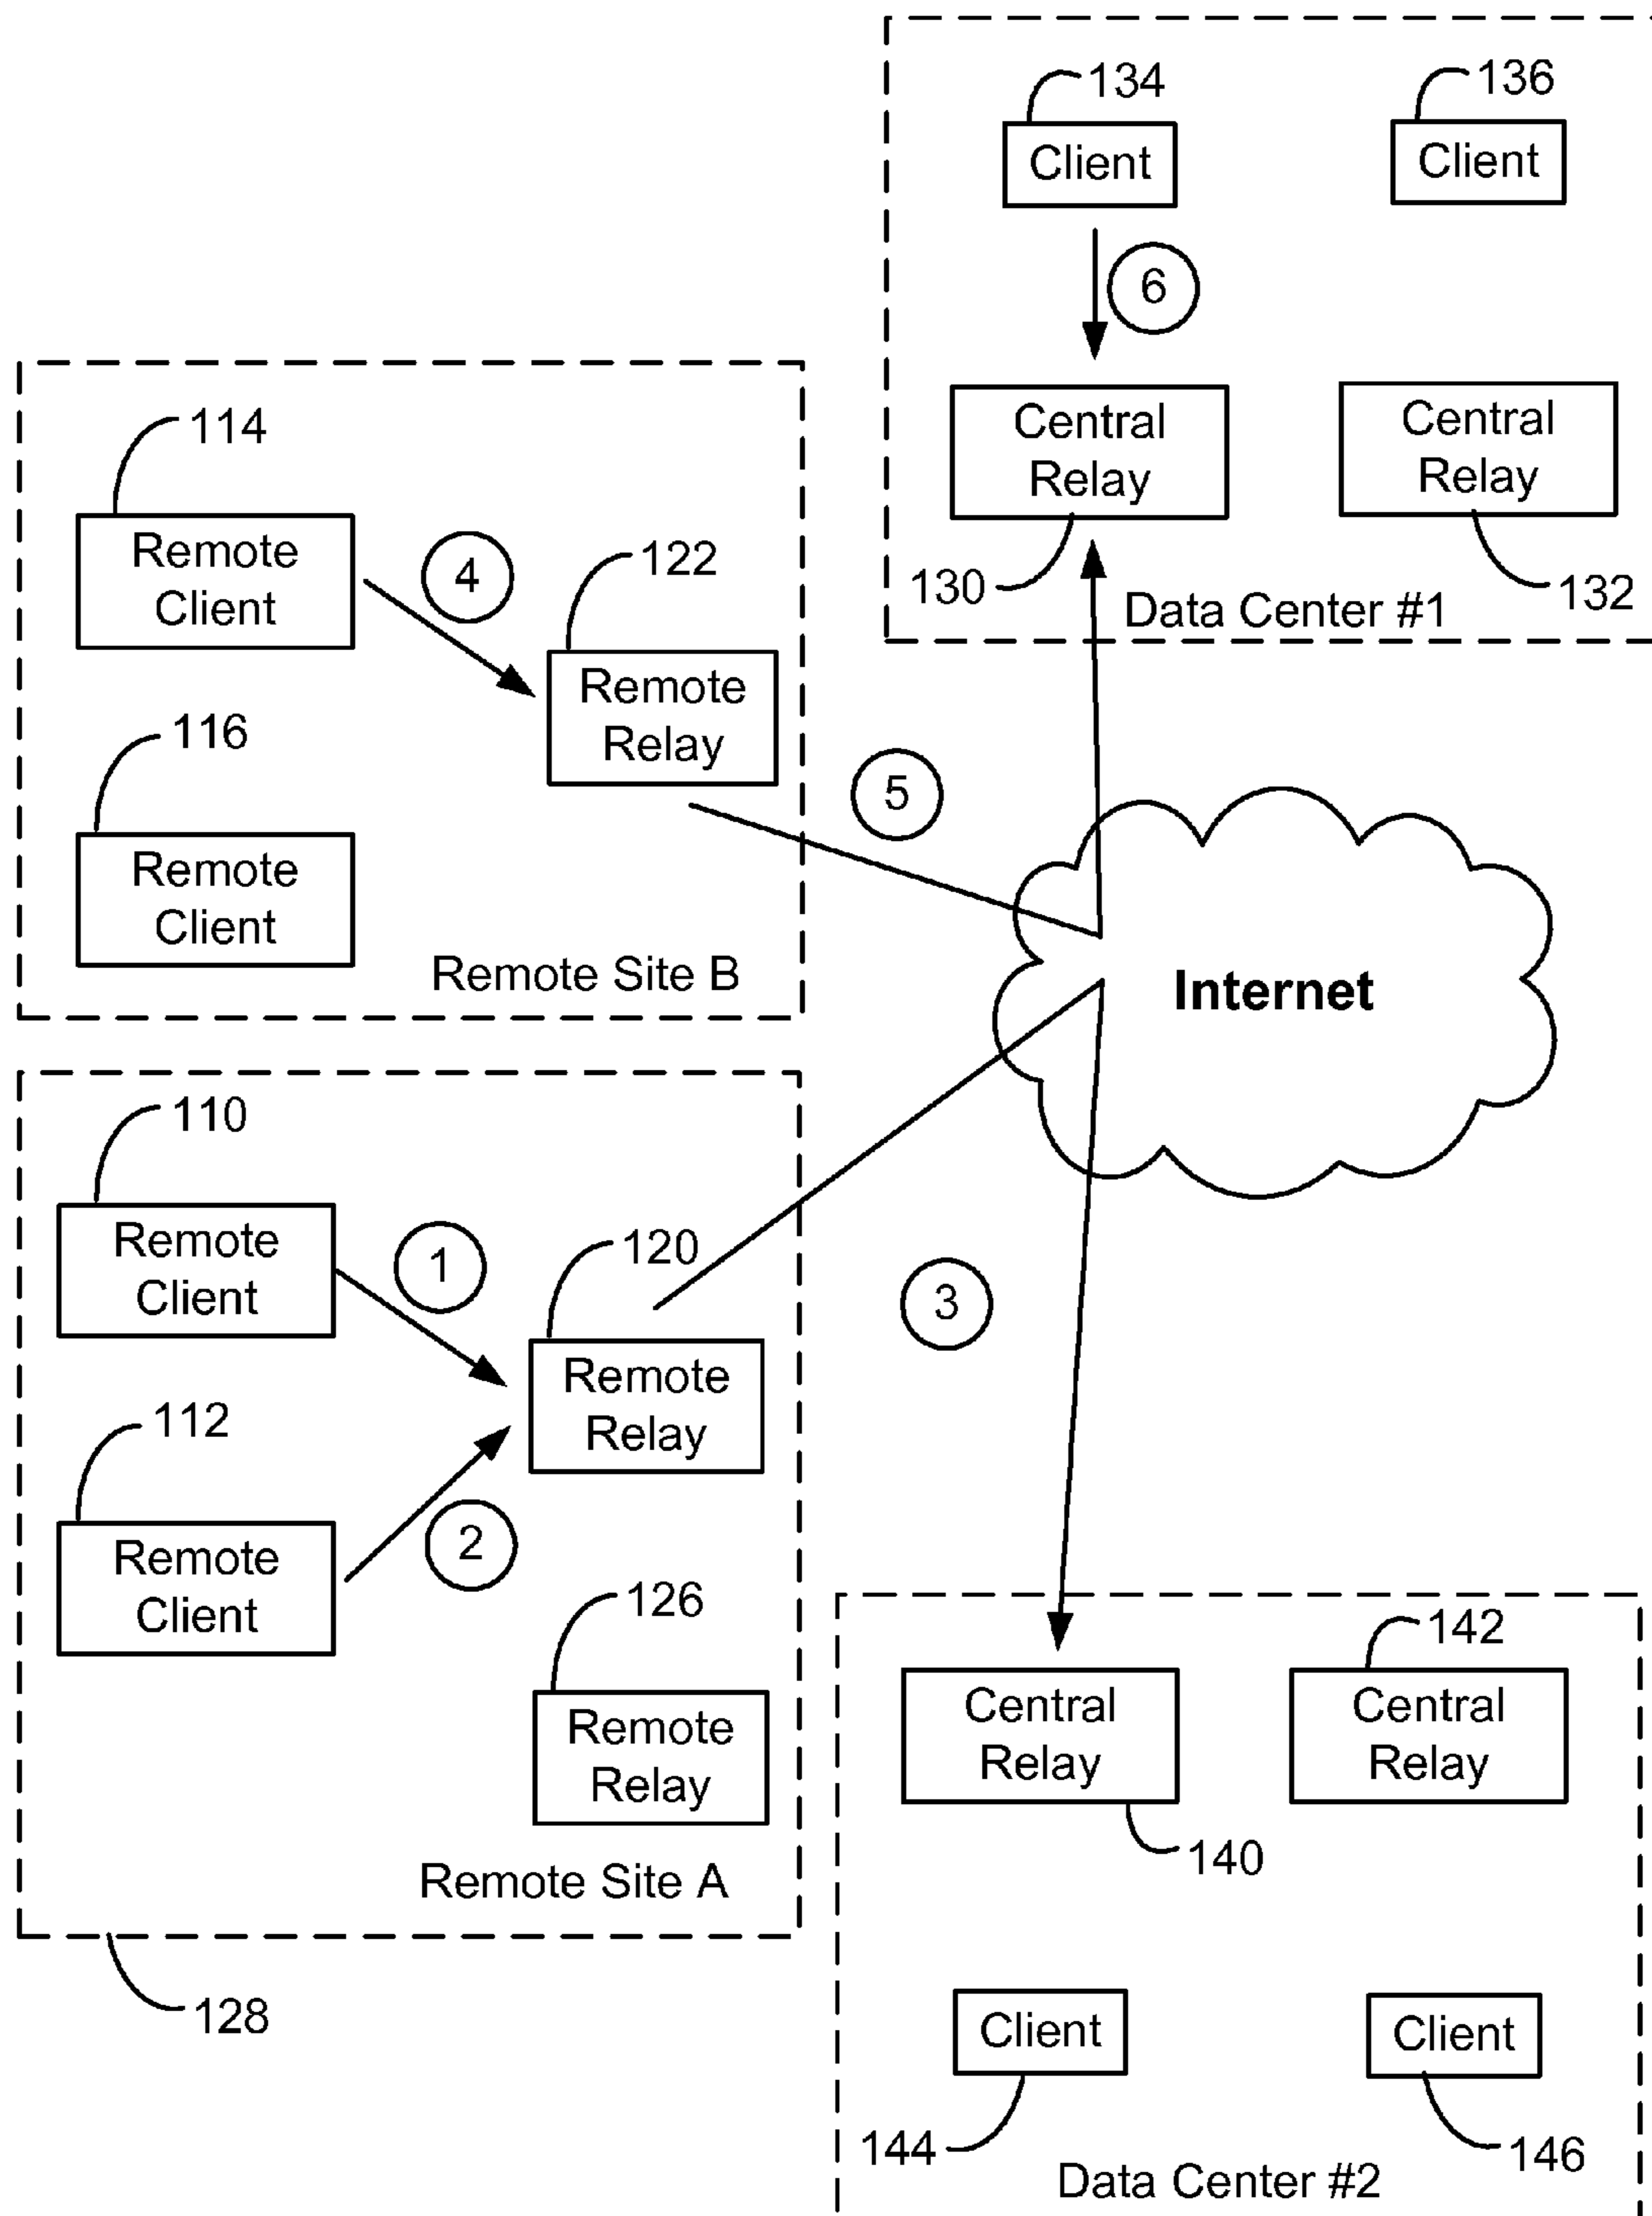 134
136
Client
Client
6
Central
Relay
Central
Relay
130
132
Data Center #1
114
Remote
Client
4
122
Remote
Relay
116
Remote
Client
5
Remote Site B
Internet
110
Remote
Client
1
120
Remote
Relay
3
112
Remote
Client
2
126
Remote
Relay
Remote Site A
128
142
Central
Relay
Central
Relay
140
Client
Client
144
146
Data Center #2